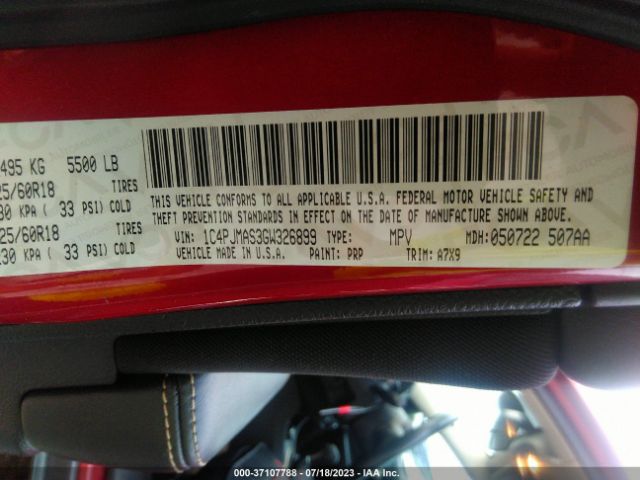 495 KG 5500 LB
25/60R18 TIRES
30 KPA ( 33 PSI) COLD
25/60R18 TIRES
230 KPA ( 33 PSI) COLD
THIS VEHICLE CONFORMS TO ALL APPLICABLE U.S.A. FEDERAL MOTOR VEHICLE SAFETY AND
THEFT PREVENTION STANDARDS IN EFFECT ON THE DATE OF MANUFACTURE SHOWN ABOVE.
VIN: 1C4PJMAS3GW326899 TYPE: MPV MDH: 050722 507AA
VEHICLE MADE IN U.S.A. PAINT: PRP TRIM: A7X9
000-37107788 - 07/18/2023 - IAA Inc.